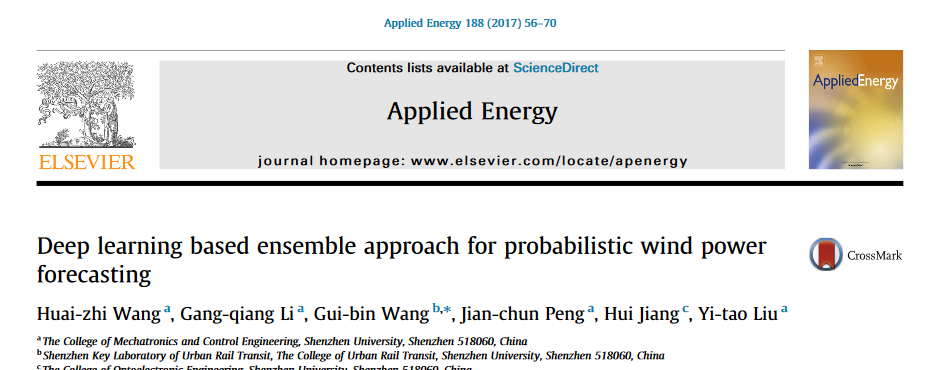 Applied Energy 188 (2017) 56–70
Contents lists available at ScienceDirect
Applied Energy
journal homepage: www.elsevier.com/locate/apenergy
ELSEVIER
AppliedEnergy
Deep learning based ensemble approach for probabilistic wind power
forecasting
CrossMark
Huai-zhi Wang a, Gang-qiang Li a, Gui-bin Wang b,*, Jian-chun Peng a, Hui Jiang c, Yi-tao Liu a
a The College of Mechatronics and Control Engineering, Shenzhen University, Shenzhen 518060, China
b Shenzhen Key Laboratory of Urban Rail Transit, The College of Urban Rail Transit, Shenzhen University, Shenzhen 518060, China
c The College of Optoelectronic Engineering, Shenzhen University, Shenzhen 518060, China